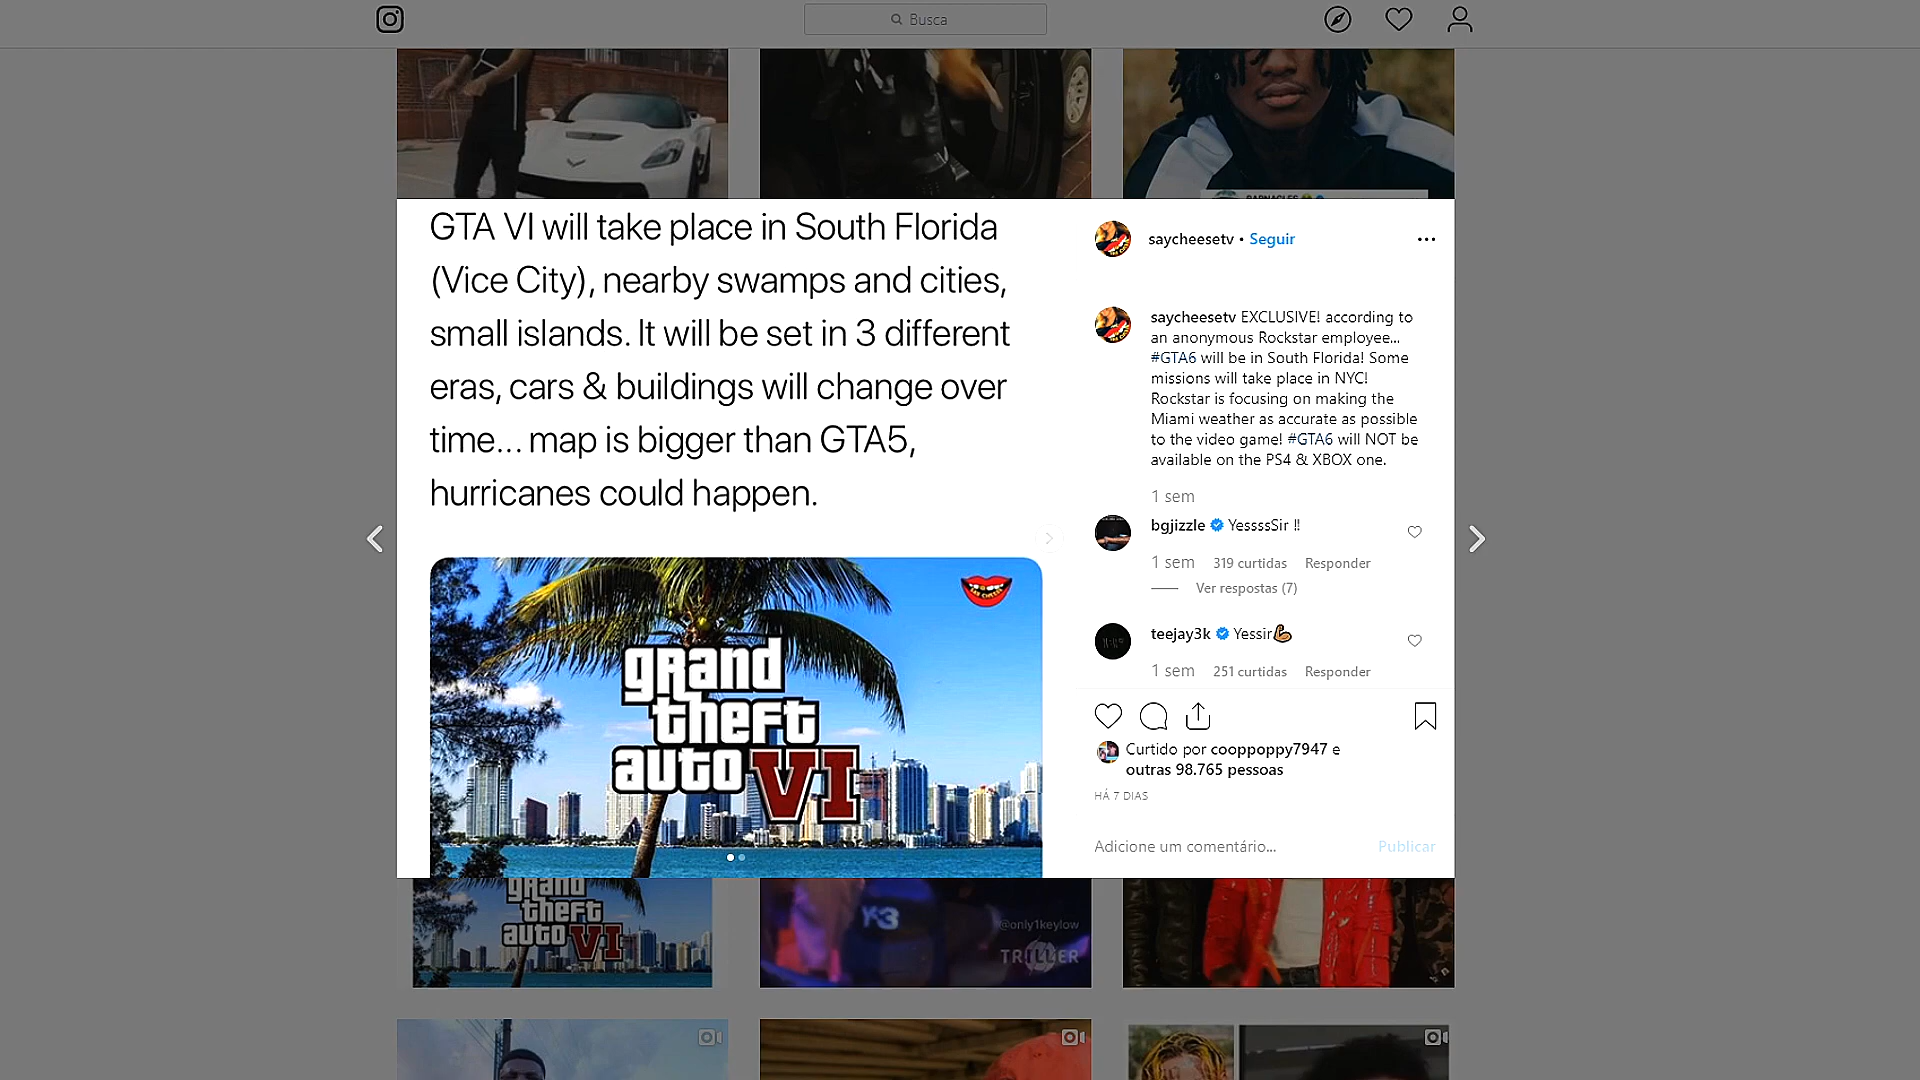 Busca
GTA VI will take place in South Florida
(Vice City), nearby swamps and cities,
small islands. It will be set in 3 different
eras, cars & buildings will change over
time... map is bigger than GTA5,
hurricanes could happen.
grand
theft
auto VI
saycheesetv • Seguir
saycheesetv EXCLUSIVE! according to
an anonymous Rockstar employee...
#GTA6 will be in South Florida! Some
missions will take place in NYC!
Rockstar is focusing on making the
Miami weather as accurate as possible
to the video game! #GTA6 will NOT be
available on the PS4 & XBOX one.
1 sem
bgjizzle YessssSir !!
1 sem 319 curtidas Responder
Ver respostas (7)
teejay3k Yessir💪🏽
1 sem 251 curtidas Responder
Curtido por cooppoppy7947 e
outras 98.765 pessoas
HÁ 7 DIAS
Adicione um comentário... Publicar
grand
theft
auto VI
Y-3
@only1keylow
TRILLER